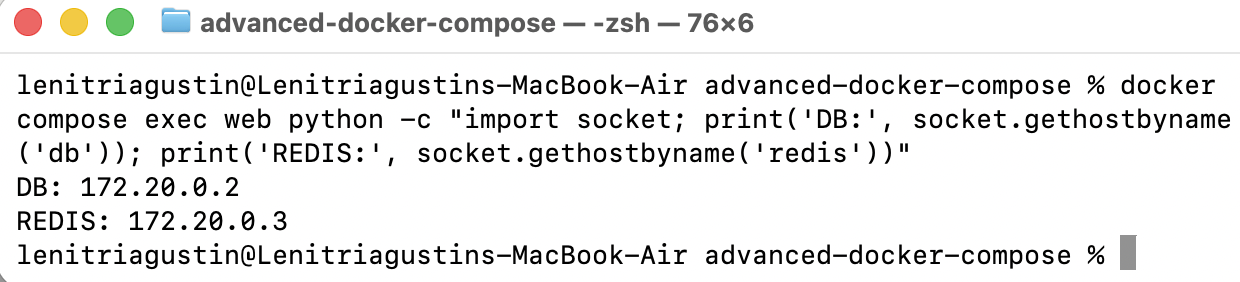 advanced-docker-compose — -zsh — 76×6
lenitriagustin@Lenitriagustins-MacBook-Air advanced-docker-compose % docker
compose exec web python -c "import socket; print('DB:', socket.gethostbyname
('db')); print('REDIS:', socket.gethostbyname('redis'))"
DB: 172.20.0.2
REDIS: 172.20.0.3
lenitriagustin@Lenitriagustins-MacBook-Air advanced-docker-compose %